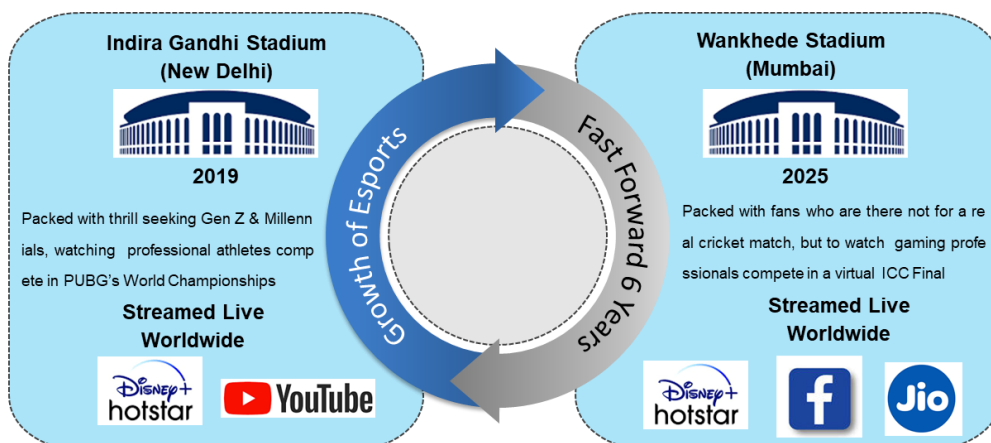 Indira Gandhi Stadium
(New Delhi)
2019
Packed with thrill seeking Gen Z & Millenn
ials, watching professional athletes comp
ete in PUBG's World Championships
Streamed Live
Worldwide
Disney+
hotstar
YouTube
Growth of Esports
Fast Forward 6 Years
Wankhede Stadium
(Mumbai)
2025
Packed with fans who are there not for a re
al cricket match, but to watch gaming profe
ssionals compete in a virtual ICC Final
Streamed Live
Worldwide
Disney+
hotstar
f
Jio